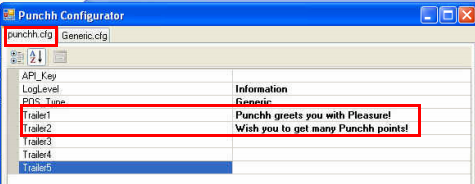 Punchh Configurator
punchh.cfg Generic.cfg
API_Key
LogLevel Information
POS_Type Generic
Trailer1 Punchh greets you with Pleasure!
Trailer2 Wish you to get many Punchh points!
Trailer3
Trailer4
Trailer5